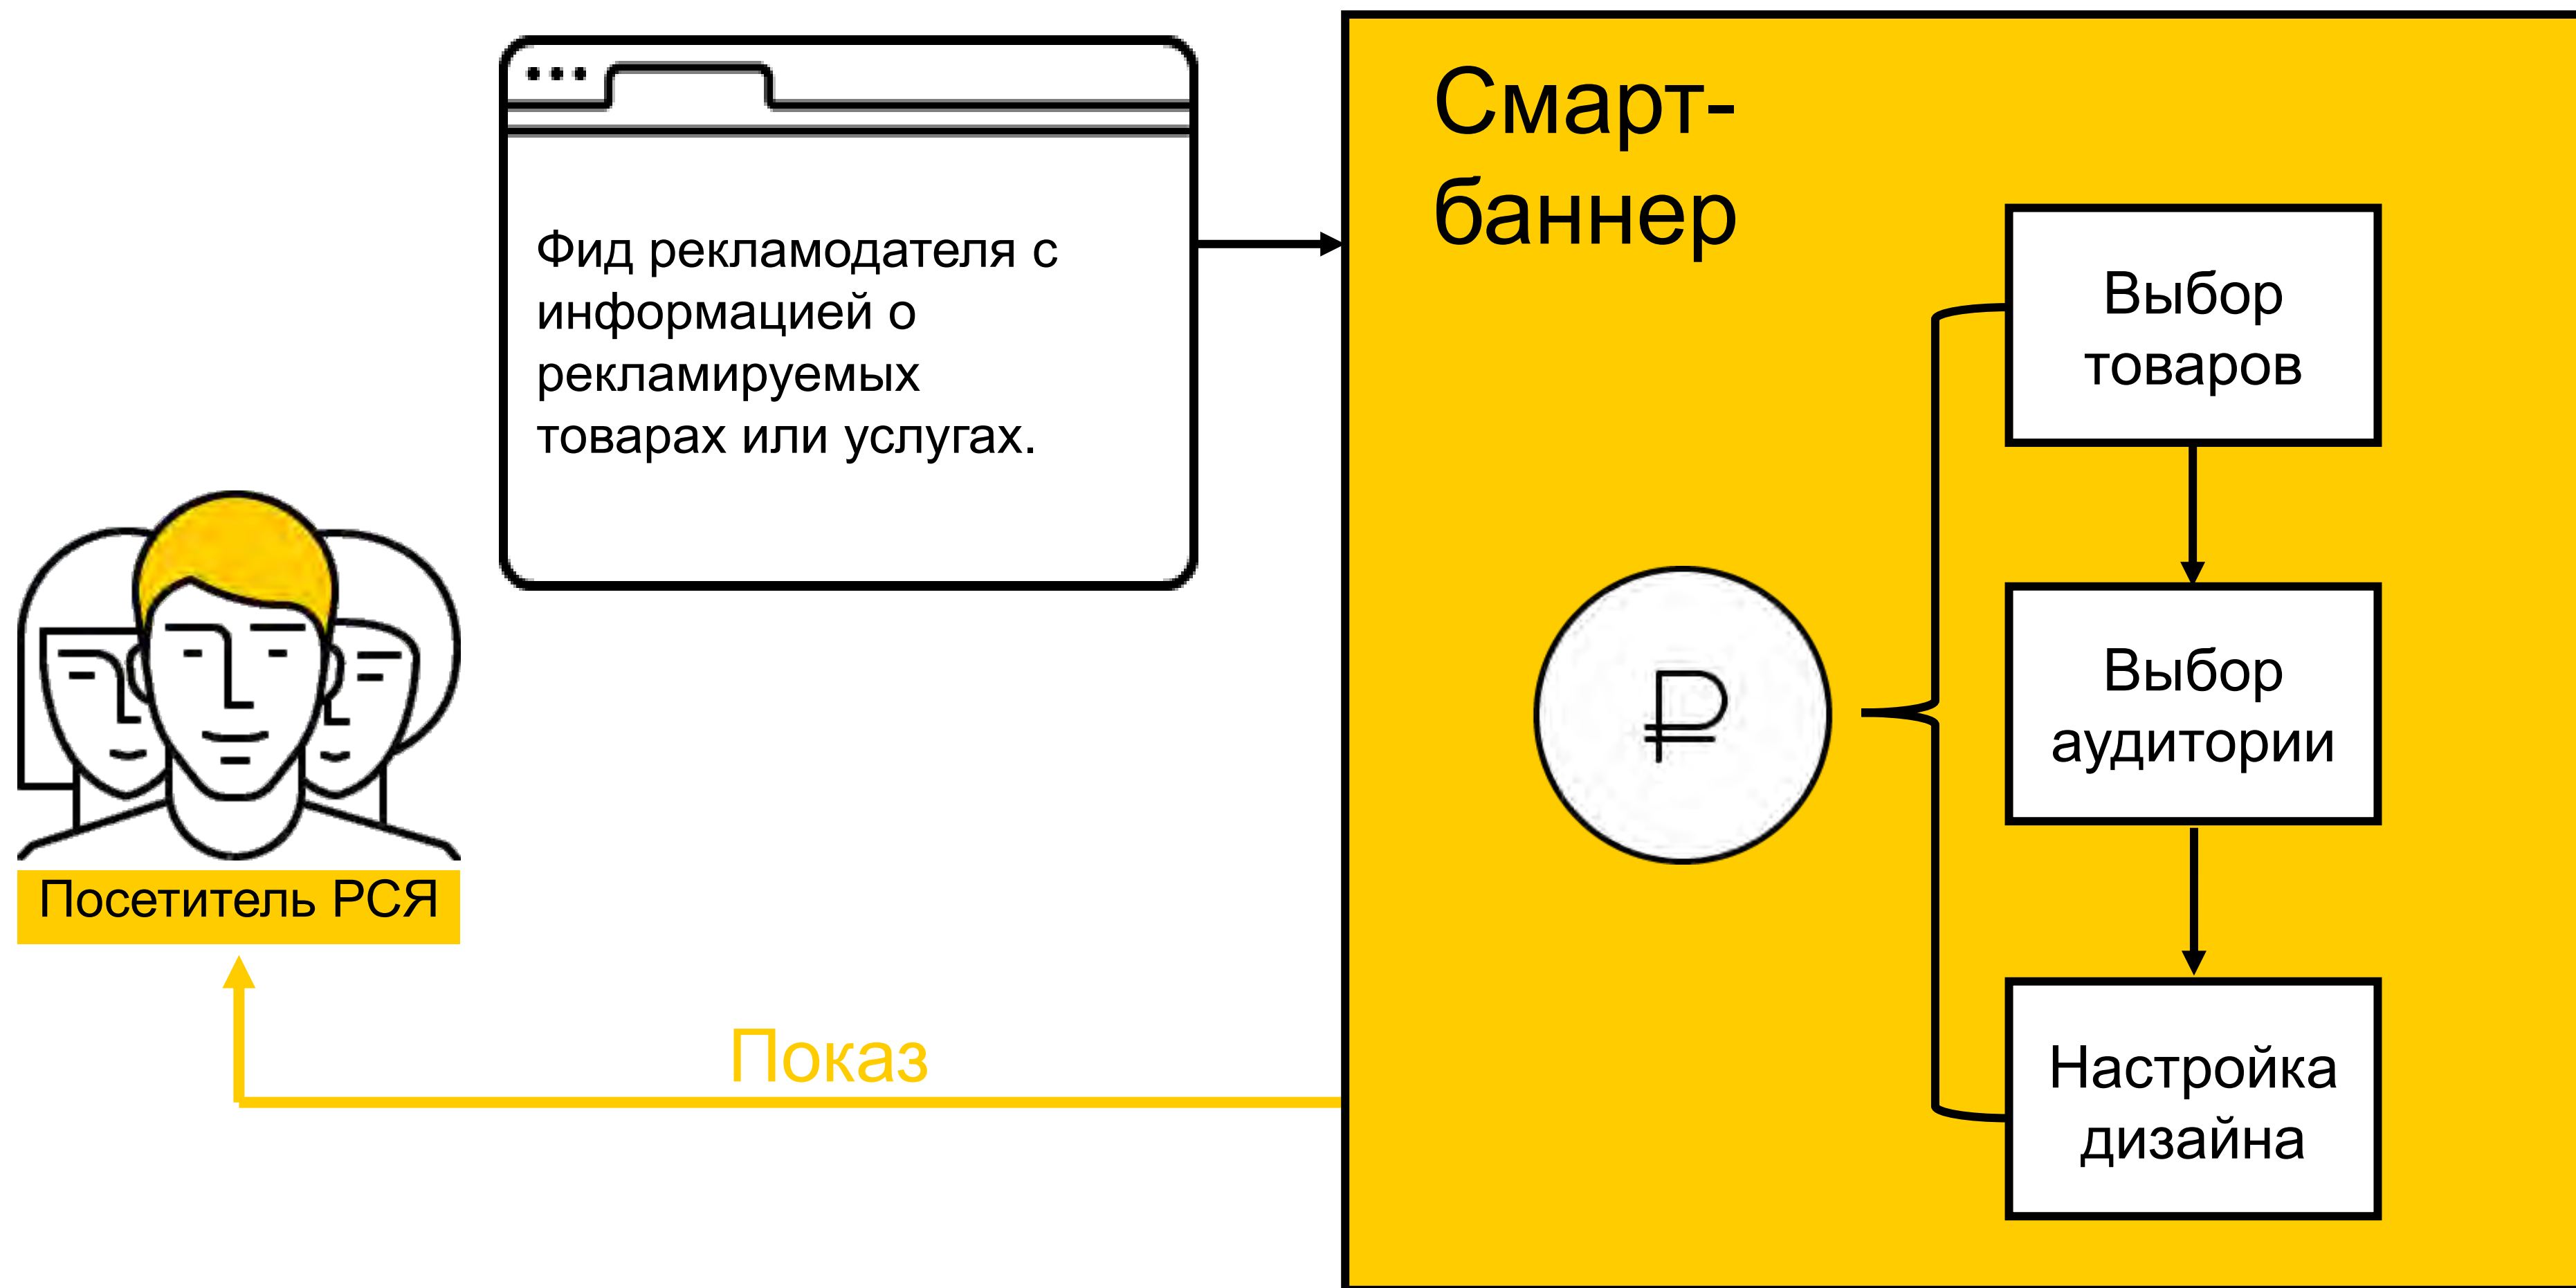 Смарт-
баннер
Фид рекламодателя с
информацией о
рекламируемых
товарах или услугах.
Выбор
товаров
₽
Выбор
аудитории
Посетитель РСЯ
Показ
Настройка
дизайна